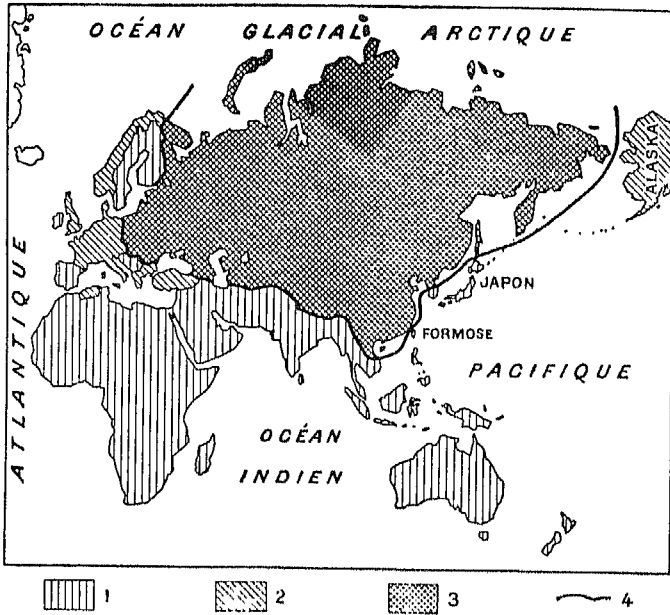 OCÉAN GLACIAL ARCTIQUE
ALASKA
ATLANTIQUE
JAPON
FORMOSE
PACIFIQUE
OCÉAN
INDIEN
1 2 3 4